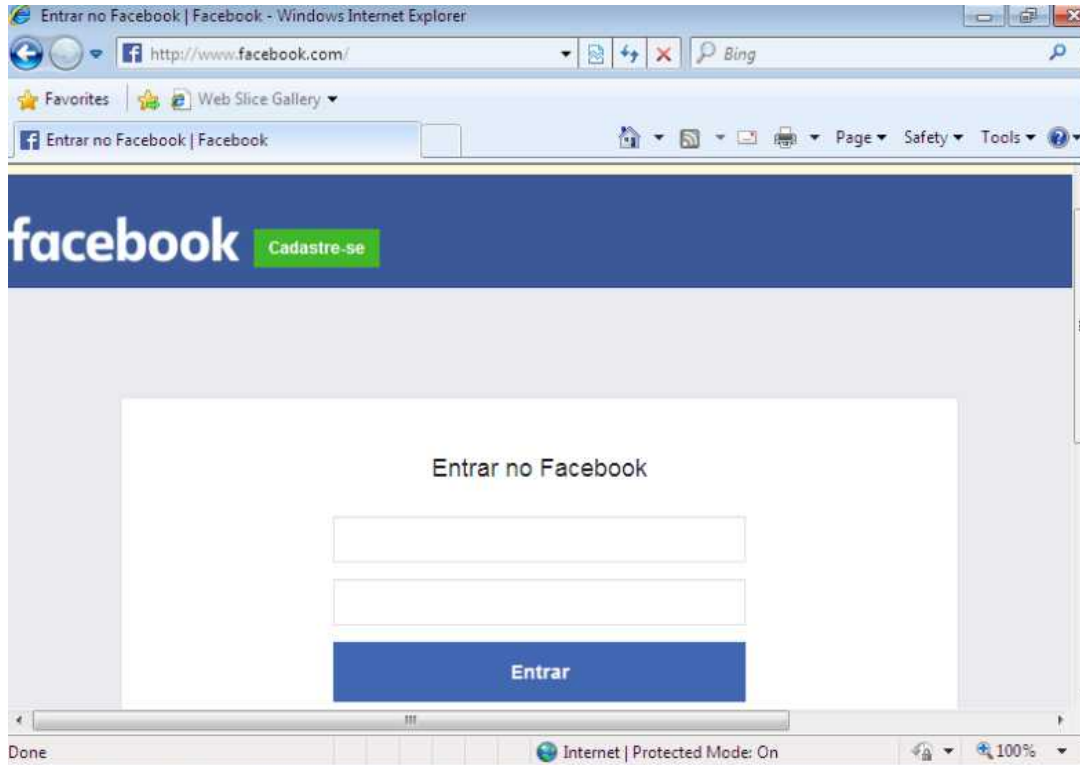 Entrar no Facebook | Facebook - Windows Internet Explorer
http://www.facebook.com/
Bing
Favorites
Web Slice Gallery
Entrar no Facebook | Facebook
Page
Safety
Tools
facebook
Cadastre-se
Entrar no Facebook
Entrar
Done
Internet | Protected Mode: On
100%